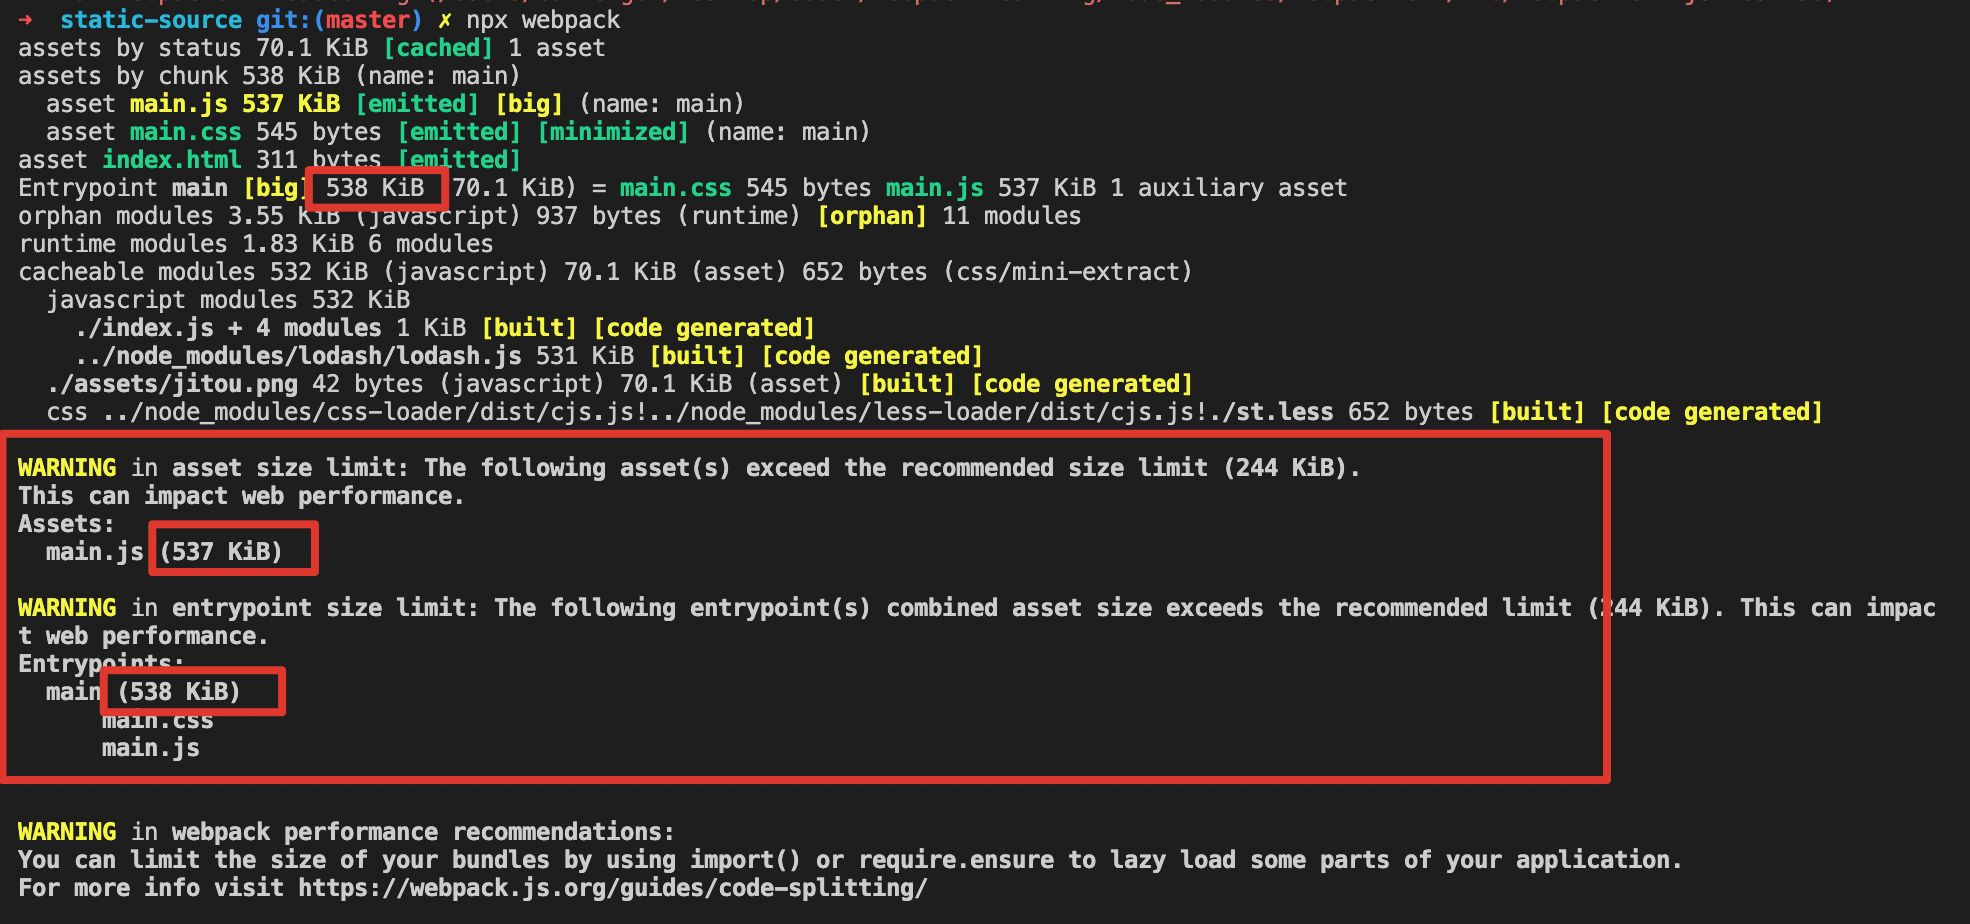 → static-source git:(master) ✗ npx webpack
assets by status 70.1 KiB [cached] 1 asset
assets by chunk 538 KiB (name: main)
asset main.js 537 KiB [emitted] [big] (name: main)
asset main.css 545 bytes [emitted] [minimized] (name: main)
asset index.html 311 bytes [emitted]
Entrypoint main [big] 538 KiB 70.1 KiB) = main.css 545 bytes main.js 537 KiB 1 auxiliary asset
orphan modules 3.55 KiB (javascript) 937 bytes (runtime) [orphan] 11 modules
runtime modules 1.83 KiB 6 modules
cacheable modules 532 KiB (javascript) 70.1 KiB (asset) 652 bytes (css/mini-extract)
javascript modules 532 KiB
./index.js + 4 modules 1 KiB [built] [code generated]
../node_modules/lodash/lodash.js 531 KiB [built] [code generated]
./assets/jitou.png 42 bytes (javascript) 70.1 KiB (asset) [built] [code generated]
css ../node_modules/css-loader/dist/cjs.js!../node_modules/less-loader/dist/cjs.js!./st.less 652 bytes [built] [code generated]
WARNING in asset size limit: The following asset(s) exceed the recommended size limit (244 KiB).
This can impact web performance.
Assets:
main.js (537 KiB)
WARNING in entrypoint size limit: The following entrypoint(s) combined asset size exceeds the recommended limit (244 KiB). This can impac
t web performance.
Entrypoints:
main (538 KiB)
main.css
main.js
WARNING in webpack performance recommendations:
You can limit the size of your bundles by using import() or require.ensure to lazy load some parts of your application.
For more info visit https://webpack.js.org/guides/code-splitting/